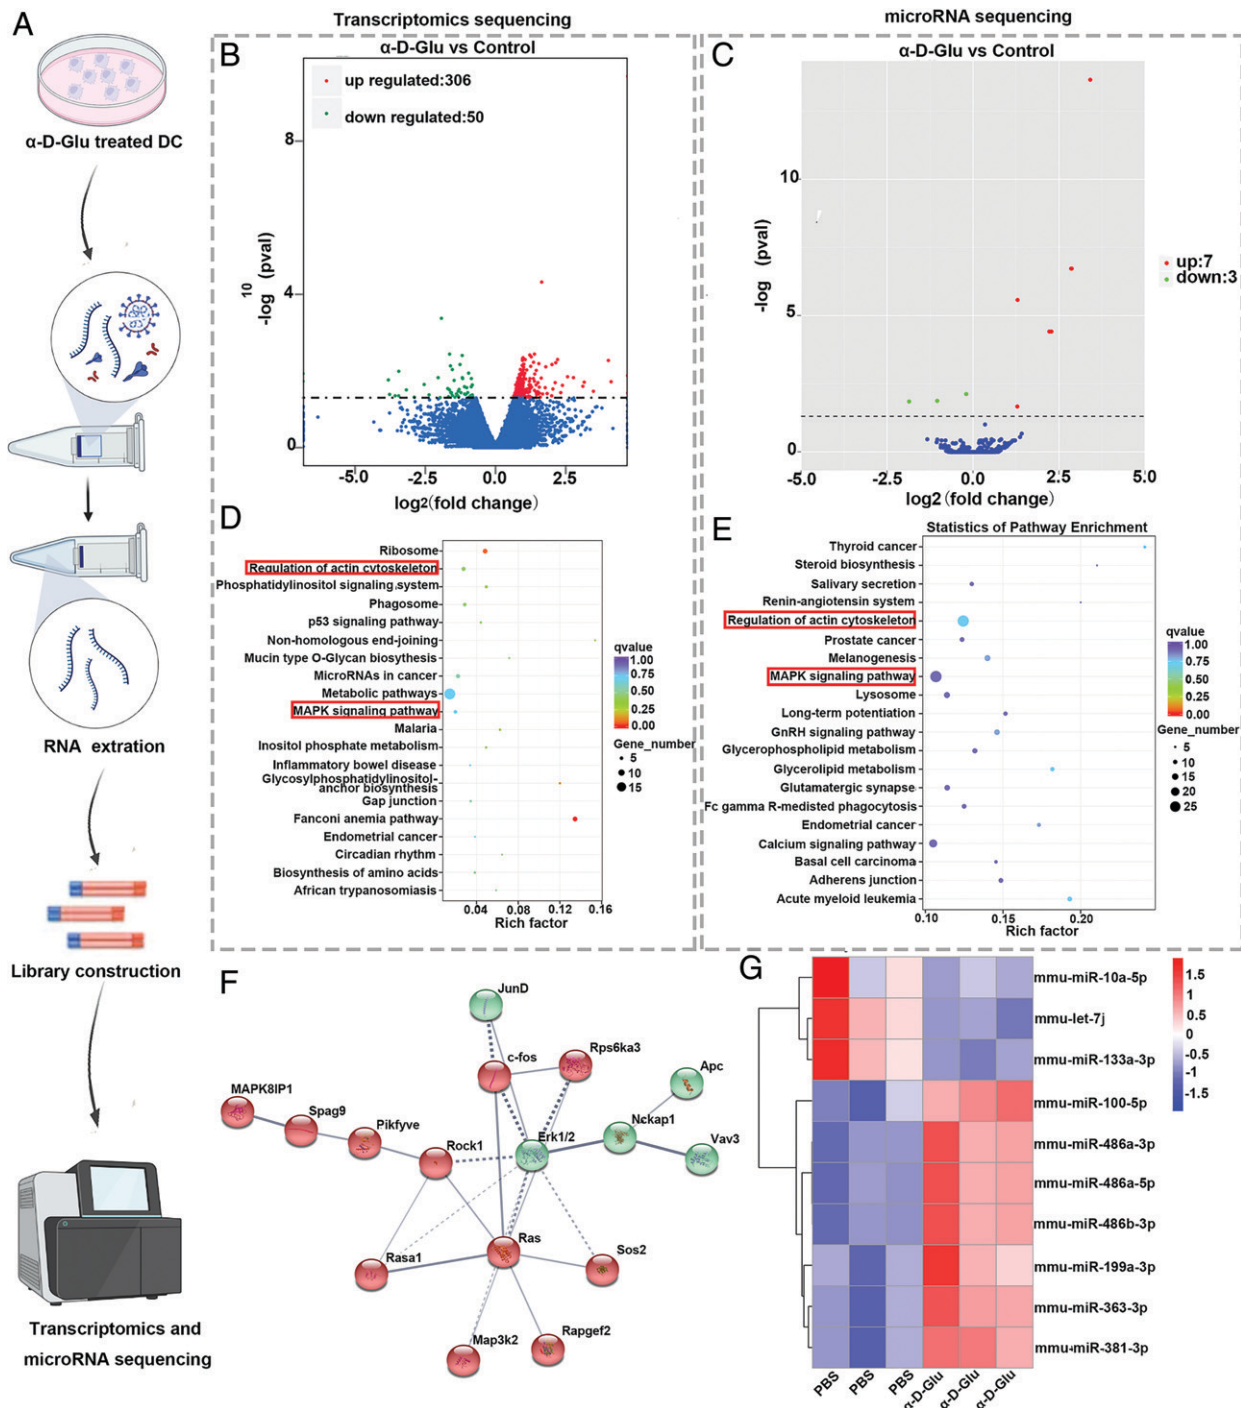 A
α-D-Glu treated DC
RNA extration
Library construction
Transcriptomics and
microRNA sequencing
Transcriptomics sequencing
B
α-D-Glu vs Control
up regulated:306
down regulated:50
8
4
0
-log10 (pval)
-5.0
-2.5
0.0
2.5
5.0
log2(fold change)
microRNA sequencing
C
α-D-Glu vs Control
10
5
0
-log (pval)
-5.0
-2.5
0
2.5
5.0
log2(fold change)
up:7
down:3
D
Ribosome
Regulation of actin cytoskeleton
Phosphatidylinositol signaling system
Phagosome
p53 signaling pathway
Non-homologous end-joining
Mucin type O-Glycan biosythesis
MicroRNAs in cancer
Metabolic pathways
MAPK signaling pathway
Malaria
Inositol phosphate metabolism
Inflammatory bowel disease
Glycosylphosphatidylinositol-
anchor biosynthesis
Gap junction
Fanconi anemia pathway
Endometrial cancer
Circadian rhythm
Biosynthesis of amino acids
African trypanosomiasis
0.04
0.08
0.12
0.16
Rich factor
qvalue
1.00
0.75
0.50
0.25
0.00
Gene_number
5
10
15
E
Statistics of Pathway Enrichment
Thyroid cancer
Steroid biosynthesis
Salivary secretion
Renin-angiotensin system
Regulation of actin cytoskeleton
Prostate cancer
Melanogenesis
MAPK signaling pathway
Lysosome
Long-term potentiation
GnRH signaling pathway
Glycerophospholipid metabolism
Glycerolipid metabolism
Glutamatergic synapse
Fc gamma R-medisted phagocytosis
Endometrial cancer
Calcium signaling pathway
Basal cell carcinoma
Adherens junction
Acute myeloid leukemia
0.10
0.15
0.20
Rich factor
qvalue
1.00
0.75
0.50
0.25
0.00
Gene_number
5
10
15
20
25
F
JunD
c-fos
Rps6ka3
Apc
MAPK8IP1
Spag9
Pikfyve
Rock1
Erk1/2
Nckap1
Vav3
Rasa1
Ras
Sos2
Map3k2
Rapgef2
G
mmu-miR-10a-5p
mmu-let-7j
mmu-miR-133a-3p
mmu-miR-100-5p
mmu-miR-486a-3p
mmu-miR-486a-5p
mmu-miR-486b-3p
mmu-miR-199a-3p
mmu-miR-363-3p
mmu-miR-381-3p
PBS
PBS
PBS
α-D-Glu
α-D-Glu
α-D-Glu
1.5
1
0.5
0
-0.5
-1
-1.5